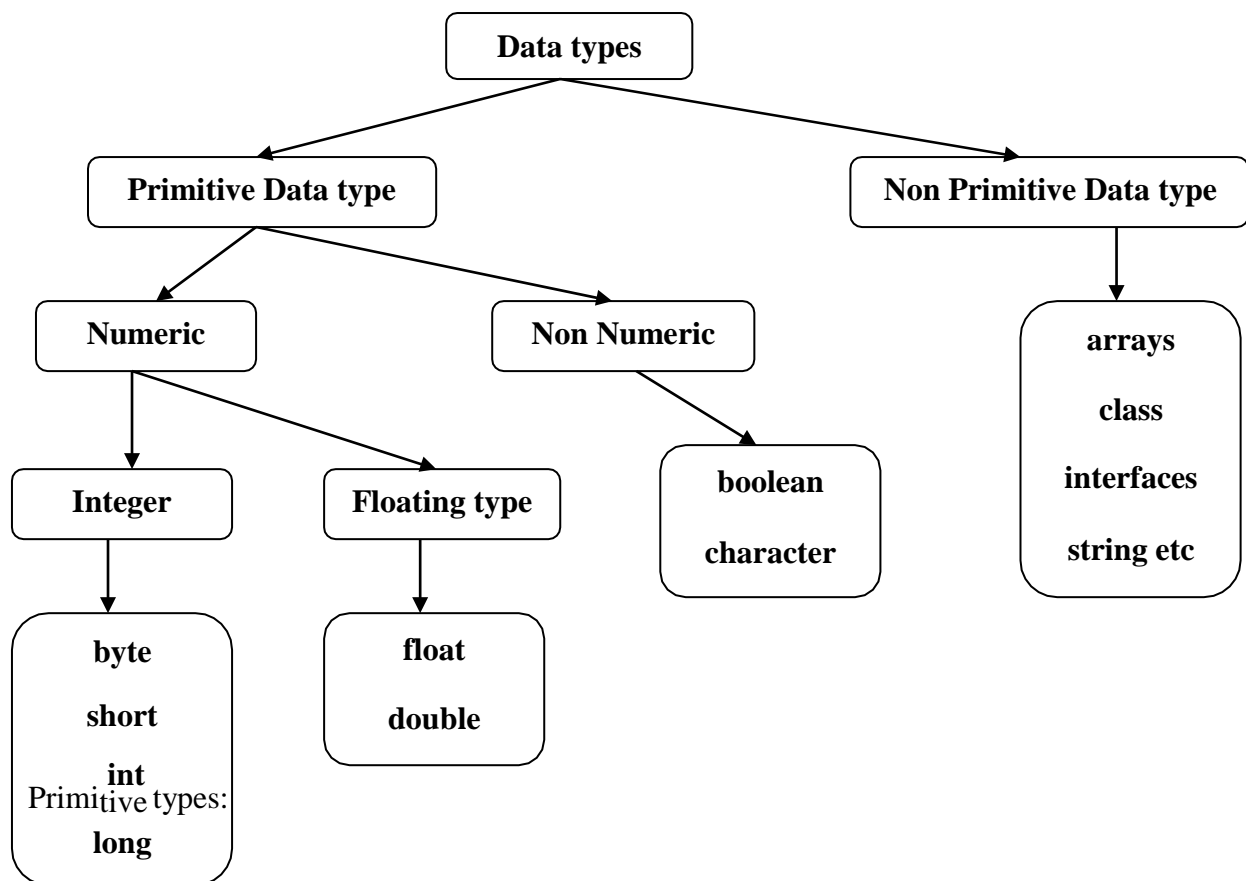 Data types
Primitive Data type
Non Primitive Data type
Numeric
Non Numeric
arrays
class
interfaces
string etc
boolean
character
Integer
Floating type
byte
short
int
Primitive types:
long
float
double